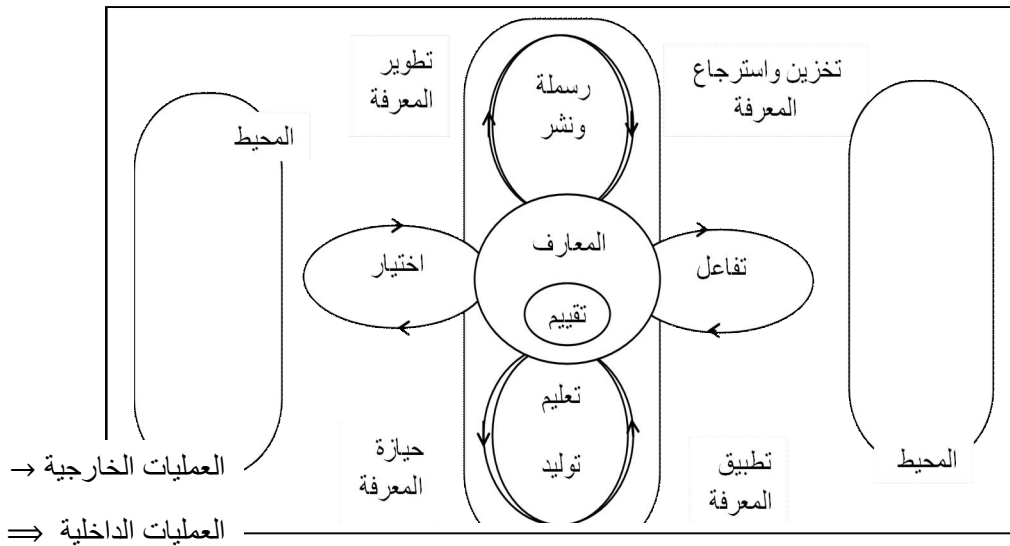 تخزين واسترجاع
المعرفة
رسملة
ونشر
تطوير
المعرفة
المحيط
تفاعل
المعارف
اختيار
تقييم
تعليم
توليد
المحيط
تطبيق
المعرفة
حيازة
المعرفة
العمليات الخارجية →
العمليات الداخلية ⇒